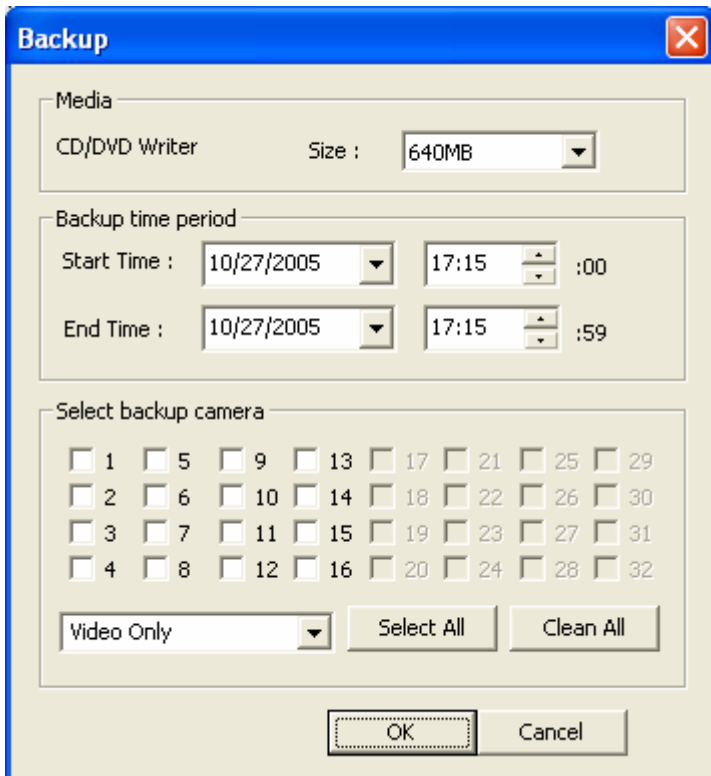 Backup
Media
CD/DVD Writer Size : 640MB
Backup time period
Start Time : 10/27/2005 17:15 :00
End Time : 10/27/2005 17:15 :59
Select backup camera
1 5 9 13 17 21 25 29
2 6 10 14 18 22 26 30
3 7 11 15 19 23 27 31
4 8 12 16 20 24 28 32
Video Only Select All Clean All
OK Cancel